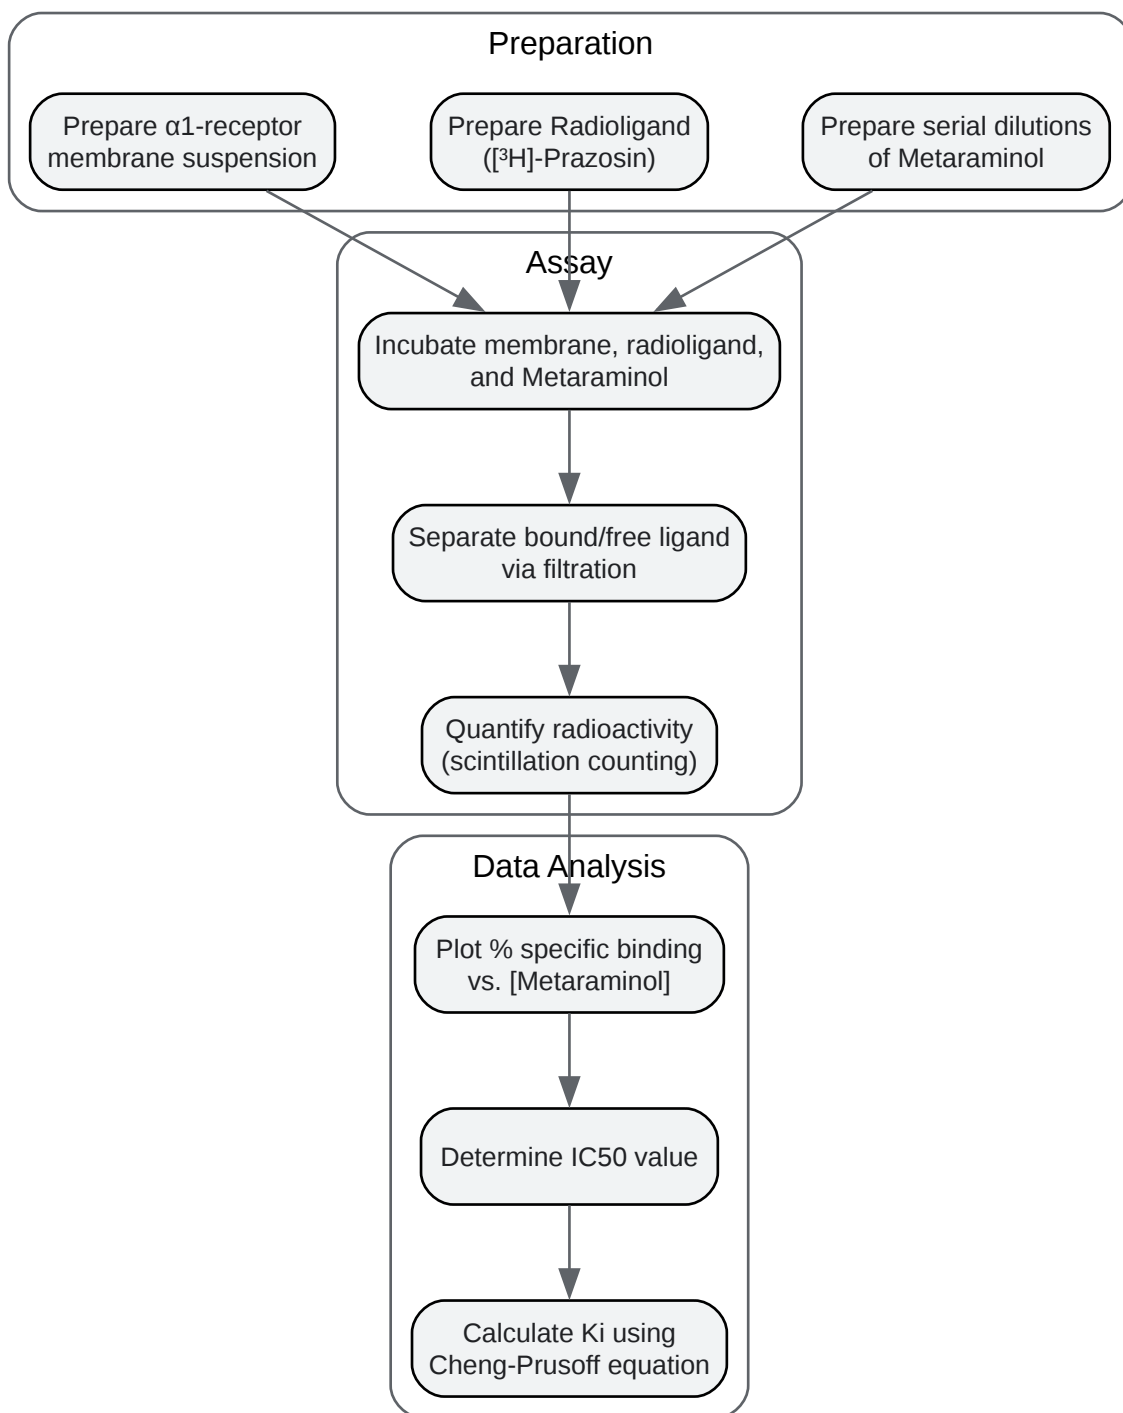 Preparation
Prepare α1-receptor
membrane suspension
Prepare Radioligand
([³H]-Prazosin)
Prepare serial dilutions
of Metaraminol
Assay
Incubate membrane, radioligand,
and Metaraminol
Separate bound/free ligand
via filtration
Quantify radioactivity
(scintillation counting)
Data Analysis
Plot % specific binding
vs. [Metaraminol]
Determine IC50 value
Calculate Ki using
Cheng-Prusoff equation